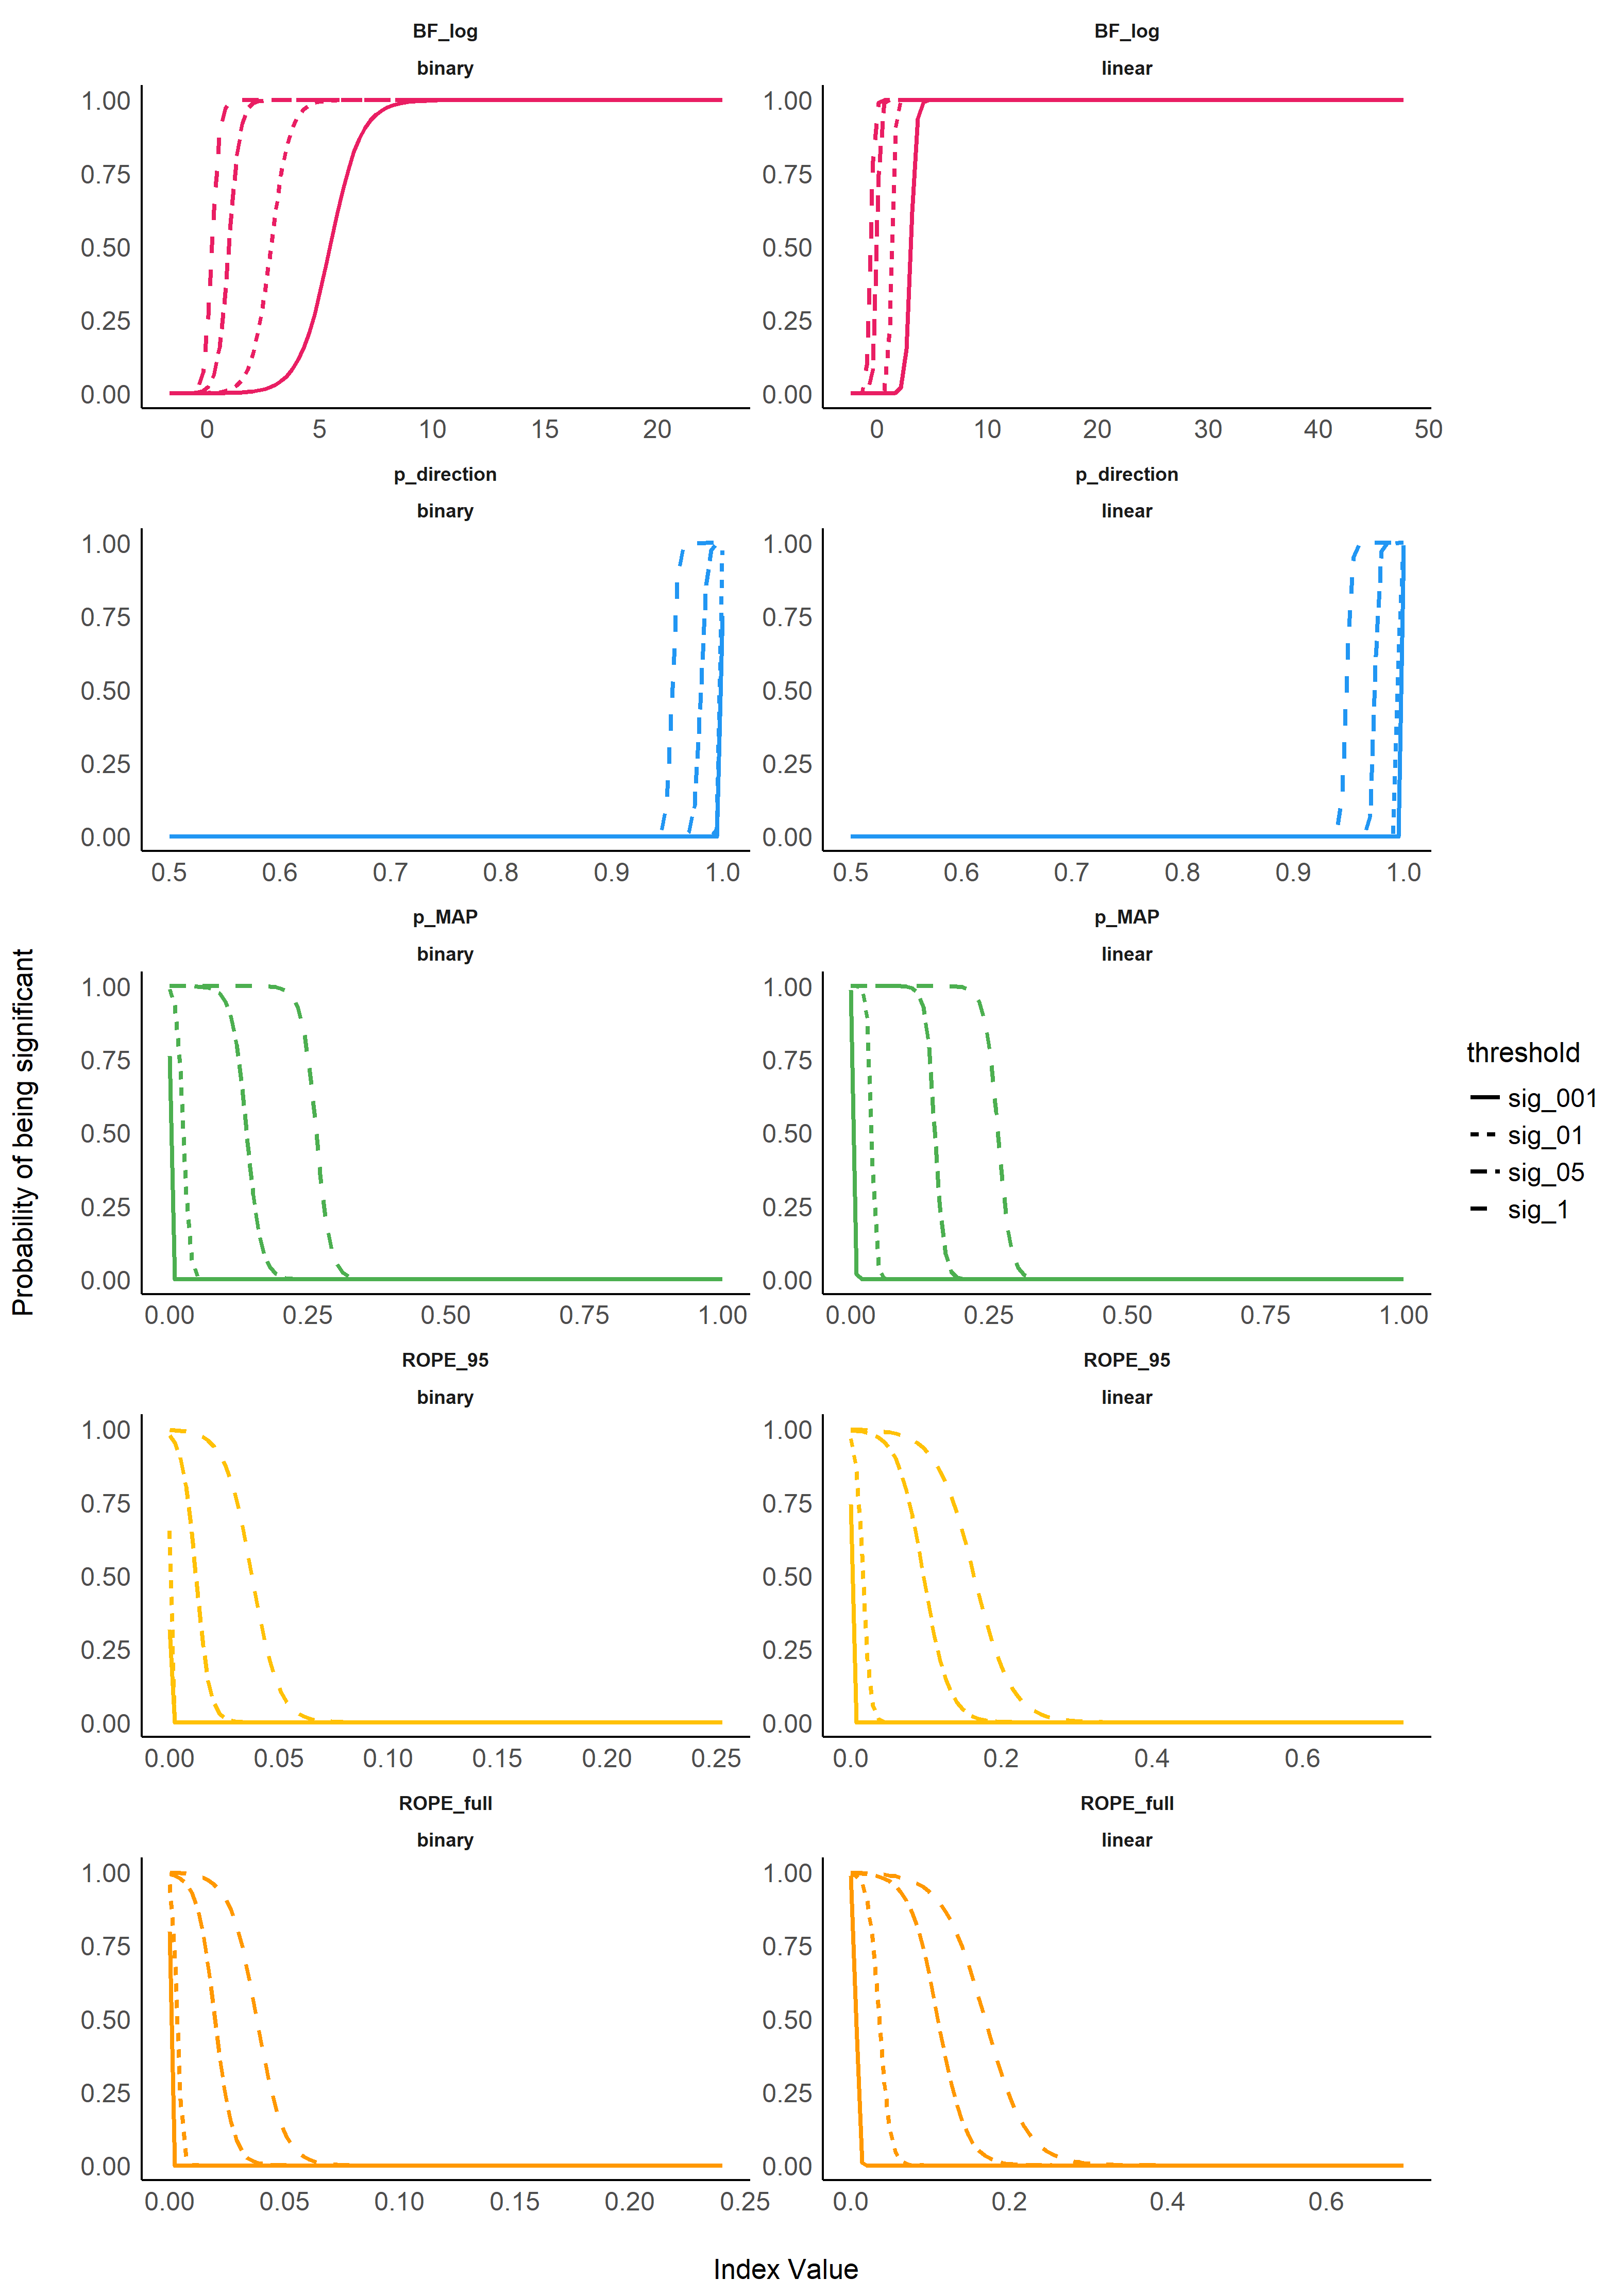 BF_log
binary
1.00
0.75
0.50
0.25
0.00
0 5 10 15 20
BF_log
linear
1.00
0.75
0.50
0.25
0.00
0 10 20 30 40 50
p_direction
binary
1.00
0.75
0.50
0.25
0.00
0.5 0.6 0.7 0.8 0.9 1.0
p_direction
linear
1.00
0.75
0.50
0.25
0.00
0.5 0.6 0.7 0.8 0.9 1.0
p_MAP
binary
1.00
0.75
0.50
0.25
0.00
0.00 0.25 0.50 0.75 1.00
p_MAP
linear
1.00
0.75
0.50
0.25
0.00
0.00 0.25 0.50 0.75 1.00
ROPE_95
binary
1.00
0.75
0.50
0.25
0.00
0.00 0.05 0.10 0.15 0.20 0.25
ROPE_95
linear
1.00
0.75
0.50
0.25
0.00
0.0 0.2 0.4 0.6
ROPE_full
binary
1.00
0.75
0.50
0.25
0.00
0.00 0.05 0.10 0.15 0.20 0.25
ROPE_full
linear
1.00
0.75
0.50
0.25
0.00
0.0 0.2 0.4 0.6
Probability of being significant
Index Value
threshold
sig_001
sig_01
sig_05
sig_1